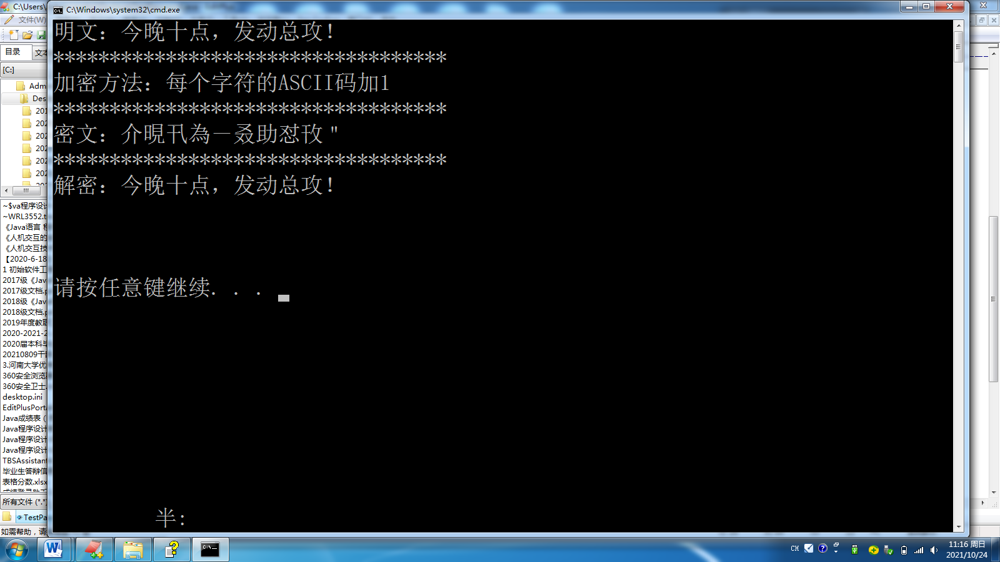 C:\Users\
C:\Windows\system32\cmd.exe
文件(W)
目录
文本
[C:]
Adm
Des
201
202
202
202
202
202
~$va程序设计
~WRL3552.t
《Java语言 程
《人机交互的
《人机交互技
【2020-6-18
1 初始软件工
2017级《Jav
2017级文档.p
2018级《Jav
2018级文档.p
2019年度教职
2020-2021-2
2020届本科毕
20210809干部
3.河南大学优
360安全浏览器
360安全卫士.
desktop.ini
EditPlusPorta
Java成绩表 (
Java程序设计
Java程序设计
Java程序设计
TBSAssistant
毕业生答辩信
表格分数.xlsx
所有文件 (*.*)
TestPa
如需帮助，请
明文：今晚十点，发动总攻！
***********************************
加密方法：每个字符的ASCII码加1
***********************************
密文：介晛卂為－叒助怼攼＂
***********************************
解密：今晚十点，发动总攻！
请按任意键继续. . .
半：
CH
11:16 周日
2021/10/24